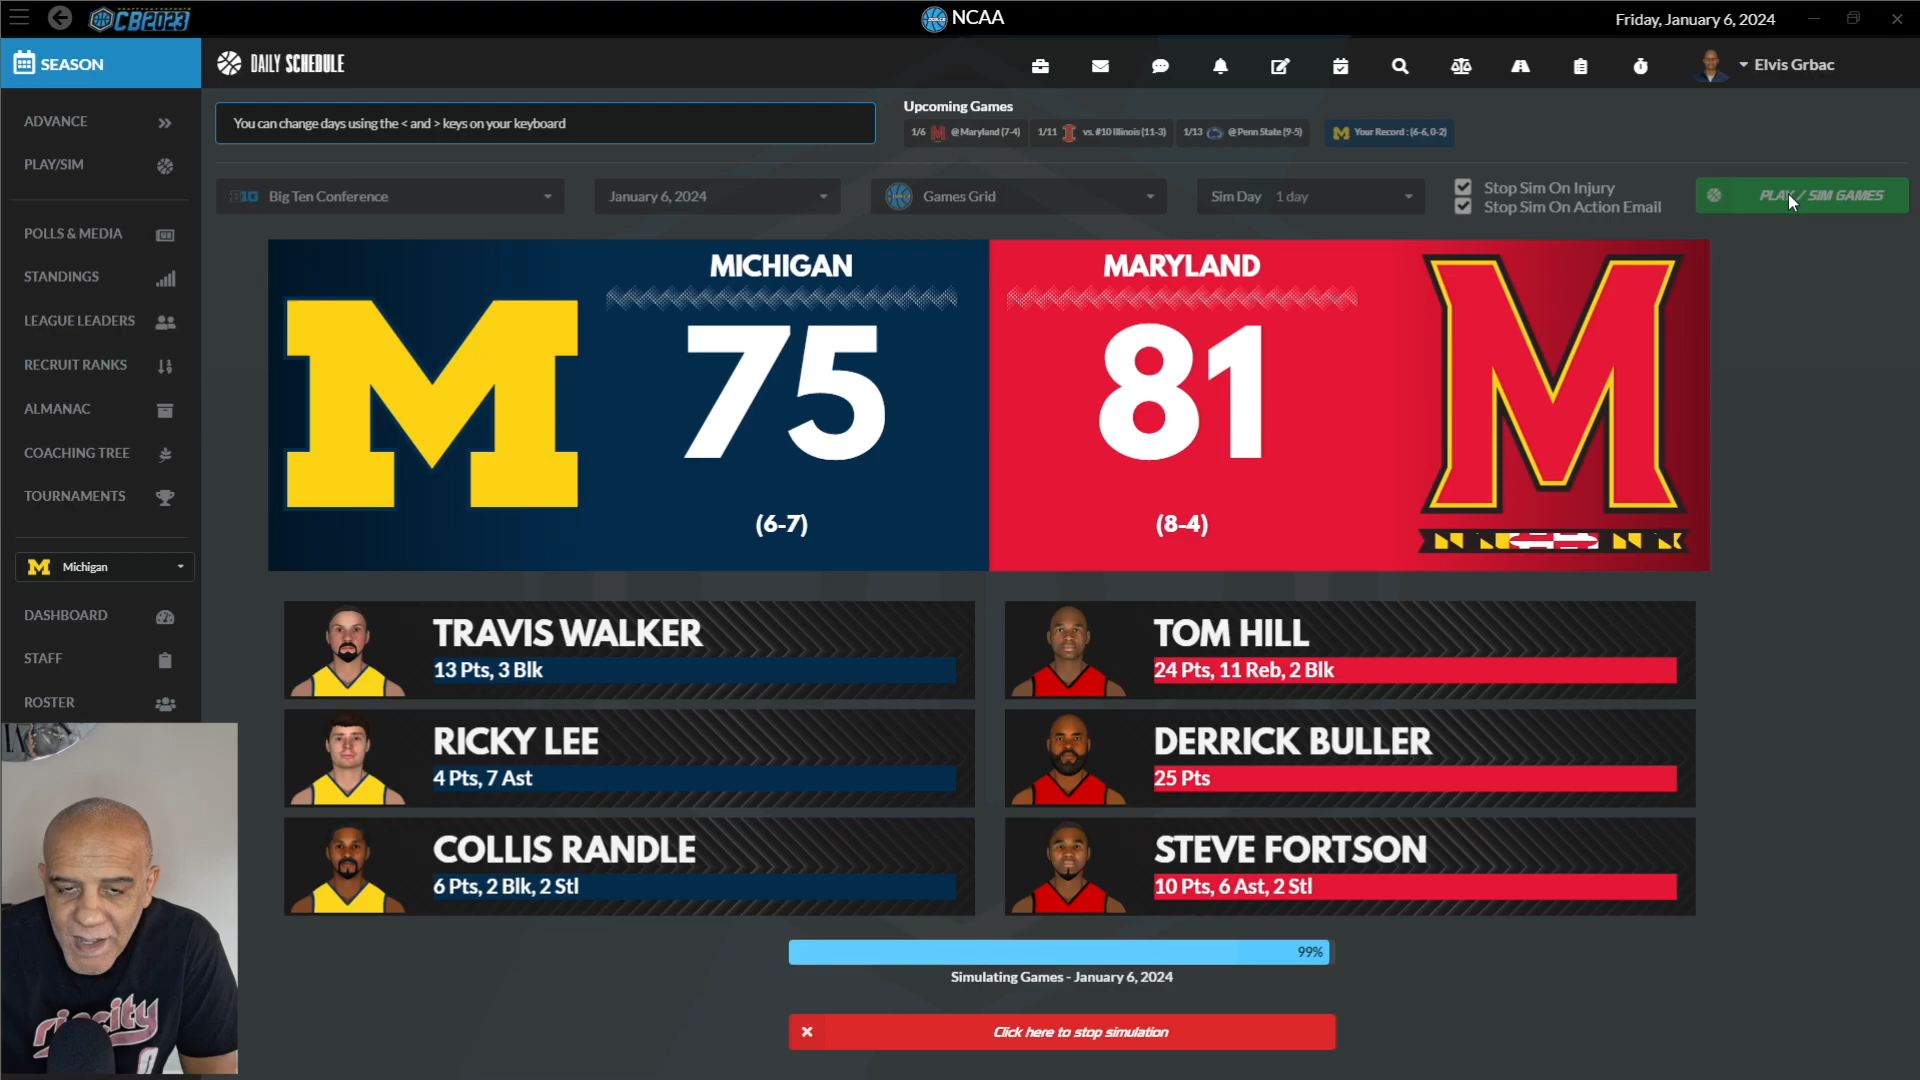 CB2023
NCAA
Friday, January 6, 2024
SEASON
DAILY SCHEDULE
Elvis Grbac
ADVANCE
PLAY/SIM
POLLS & MEDIA
STANDINGS
LEAGUE LEADERS
RECRUIT RANKS
ALMANAC
COACHING TREE
TOURNAMENTS
Michigan
DASHBOARD
STAFF
ROSTER
You can change days using the < and > keys on your keyboard
Upcoming Games
1/6 @Maryland (7-4)
1/11 vs. #10 Illinois (11-3)
1/13 @Penn State (9-5)
Your Record : (6-6, 0-2)
B1G Big Ten Conference
January 6, 2024
Games Grid
Sim Day 1 day
Stop Sim On Injury
Stop Sim On Action Email
PLAY / SIM GAMES
MICHIGAN
75
(6-7)
MARYLAND
81
(8-4)
TRAVIS WALKER
13 Pts, 3 Blk
RICKY LEE
4 Pts, 7 Ast
COLLIS RANDLE
6 Pts, 2 Blk, 2 Stl
TOM HILL
24 Pts, 11 Reb, 2 Blk
DERRICK BULLER
25 Pts
STEVE FORTSON
10 Pts, 6 Ast, 2 Stl
99%
Simulating Games - January 6, 2024
Click here to stop simulation